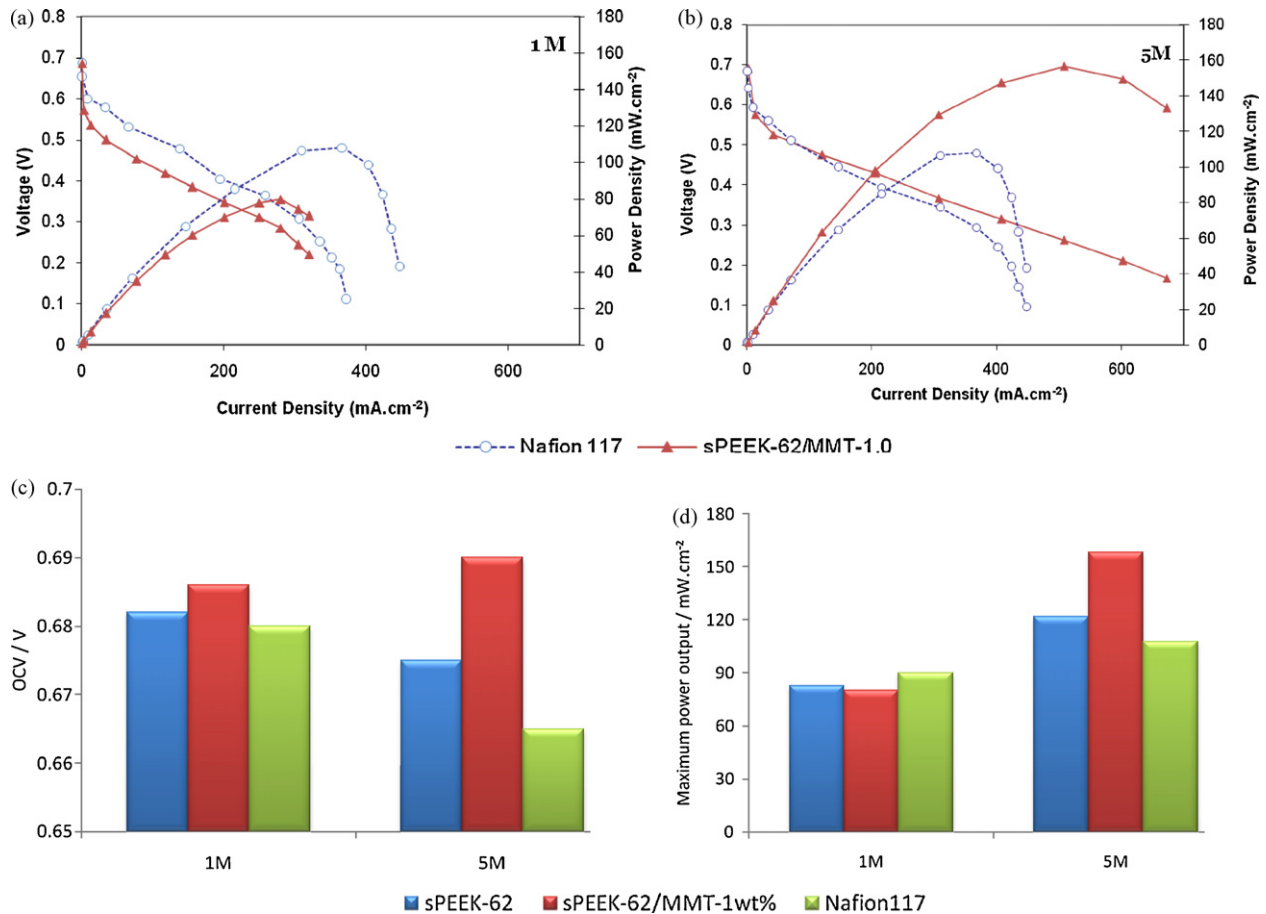 (a)
1M
0.8
0.7
0.6
0.5
0.4
0.3
0.2
0.1
0
Voltage (V)
180
160
140
120
100
80
60
40
20
0
Power Density (mW.cm-2)
0 200 400 600
Current Density (mA.cm-2)
(b)
5M
0.8
0.7
0.6
0.5
0.4
0.3
0.2
0.1
0
Voltage (V)
180
160
140
120
100
80
60
40
20
0
Power Density (mW.cm-2)
0 200 400 600
Current Density (mA.cm-2)
Nafion 117 sPEEK-62/MMT-1.0
(c)
0.7
0.69
0.68
0.67
0.66
0.65
OCV / V
1M 5M
(d)
180
150
120
90
60
30
0
Maximum power output / mW.cm-2
1M 5M
sPEEK-62 sPEEK-62/MMT-1wt% Nafion117